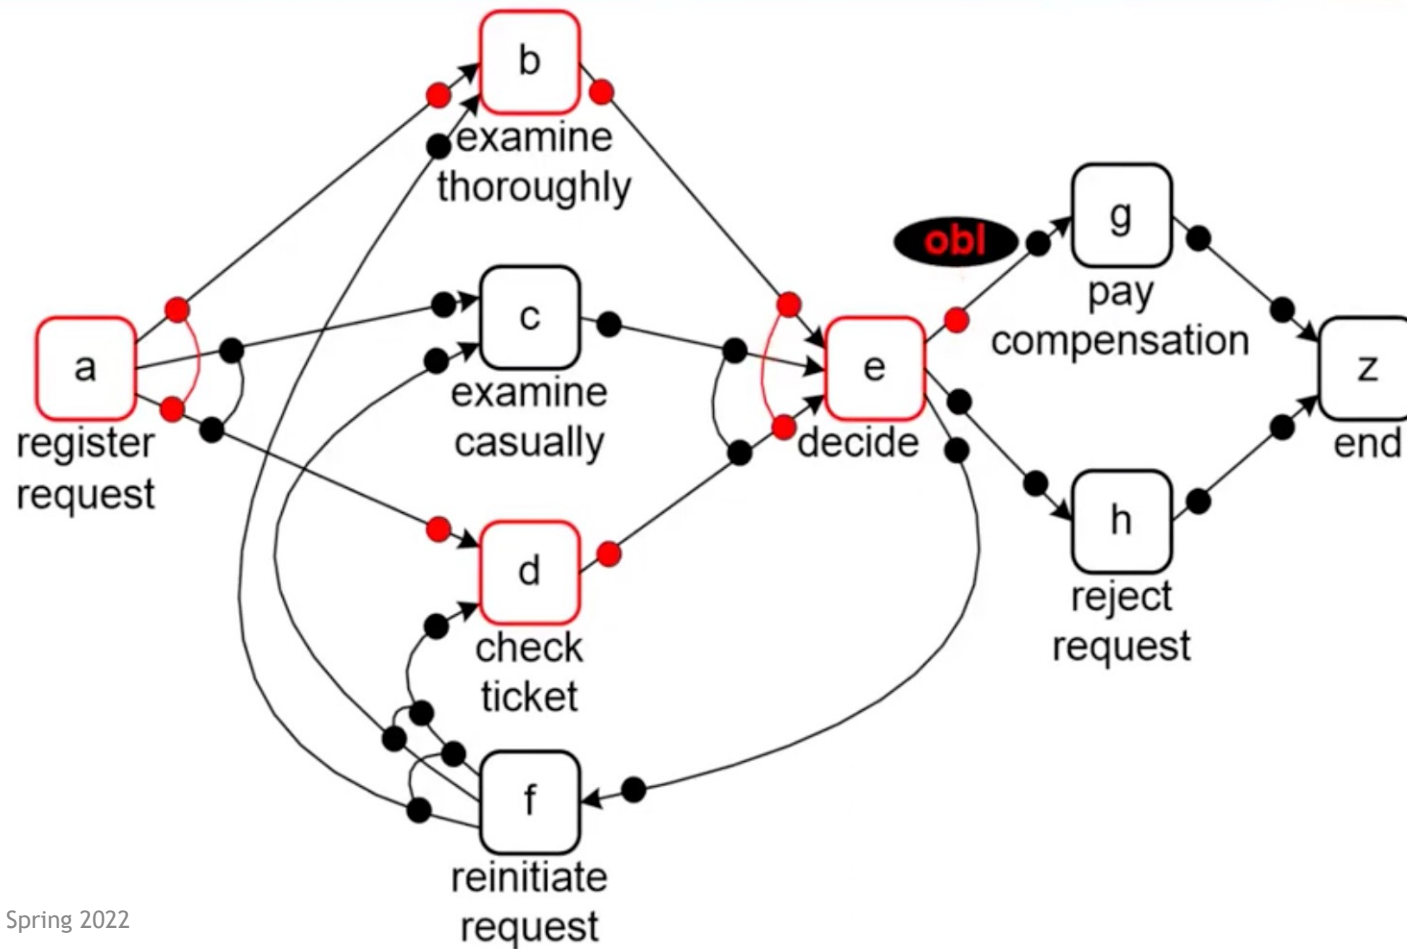 b
examine
thoroughly
obl
g
pay
compensation
c
examine
casually
a
register
request
e
decide
z
end
d
check
ticket
h
reject
request
f
reinitiate
request
Spring 2022